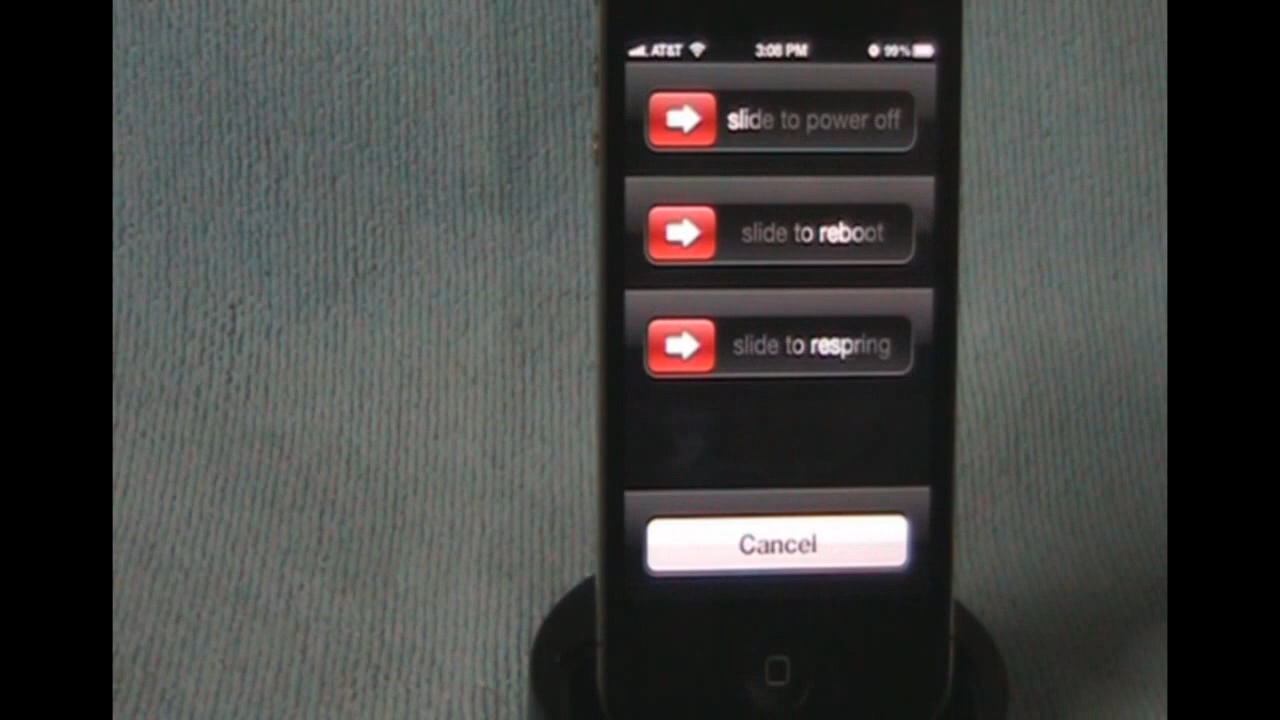 AT&T 3:08 PM 99%
slide to power off
slide to reboot
slide to respring
Cancel